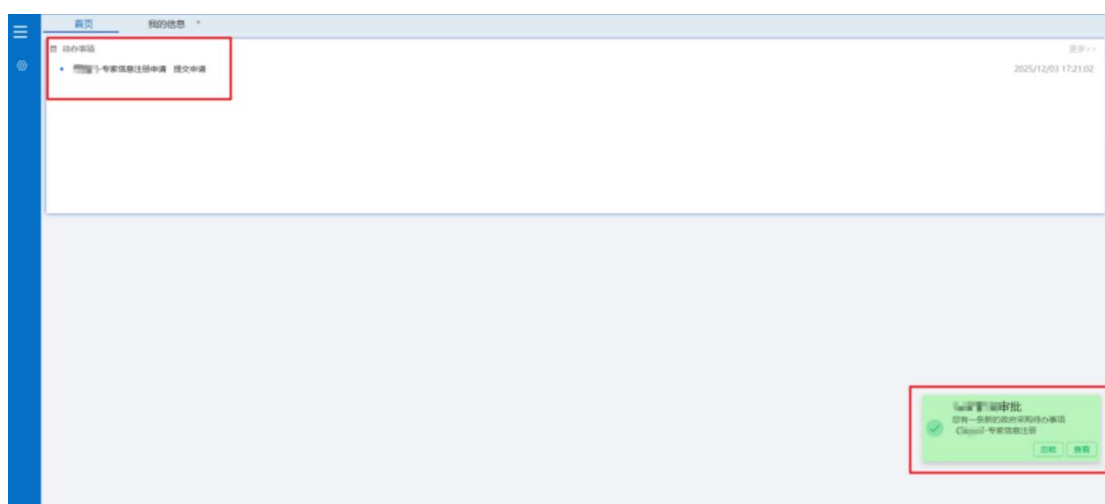 首页 我的信息 ×
待办事项 更多>>
-专家信息注册申请 提交申请 2025/12/03 17:21:02
审批
您有一条新的政府采购待办事项
-专家信息注册
忽略 查看